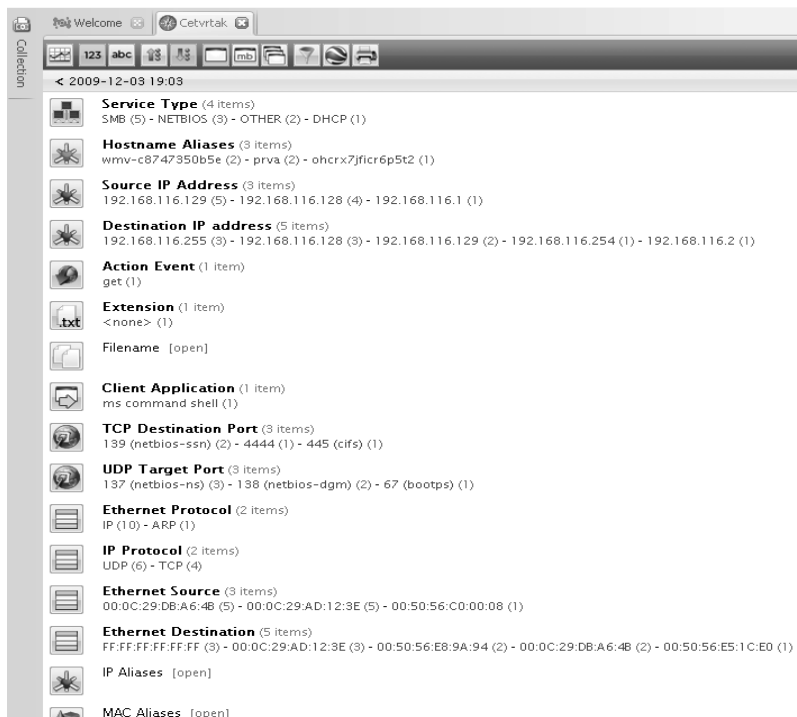 Welcome
Cetvrtak
Collection
123 abc mb
< 2009-12-03 19:03
Service Type (4 items)
SMB (5) - NETBIOS (3) - OTHER (2) - DHCP (1)
Hostname Aliases (3 items)
wmv-c8747350b5e (2) - prva (2) - ohcrx7jficr6p5t2 (1)
Source IP Address (3 items)
192.168.116.129 (5) - 192.168.116.128 (4) - 192.168.116.1 (1)
Destination IP address (5 items)
192.168.116.255 (3) - 192.168.116.128 (3) - 192.168.116.129 (2) - 192.168.116.254 (1) - 192.168.116.2 (1)
Action Event (1 item)
get (1)
Extension (1 item)
.txt
<none> (1)
Filename [open]
Client Application (1 item)
ms command shell (1)
TCP Destination Port (3 items)
139 (netbios-ssn) (2) - 4444 (1) - 445 (cifs) (1)
UDP Target Port (3 items)
137 (netbios-ns) (3) - 138 (netbios-dgm) (2) - 67 (bootps) (1)
Ethernet Protocol (2 items)
IP (10) - ARP (1)
IP Protocol (2 items)
UDP (6) - TCP (4)
Ethernet Source (3 items)
00:0C:29:DB:A6:4B (5) - 00:0C:29:AD:12:3E (5) - 00:50:56:C0:00:08 (1)
Ethernet Destination (5 items)
FF:FF:FF:FF:FF:FF (3) - 00:0C:29:AD:12:3E (3) - 00:50:56:E8:9A:94 (2) - 00:0C:29:DB:A6:4B (2) - 00:50:56:E5:1C:E0 (1)
IP Aliases [open]
MAC Aliases [open]